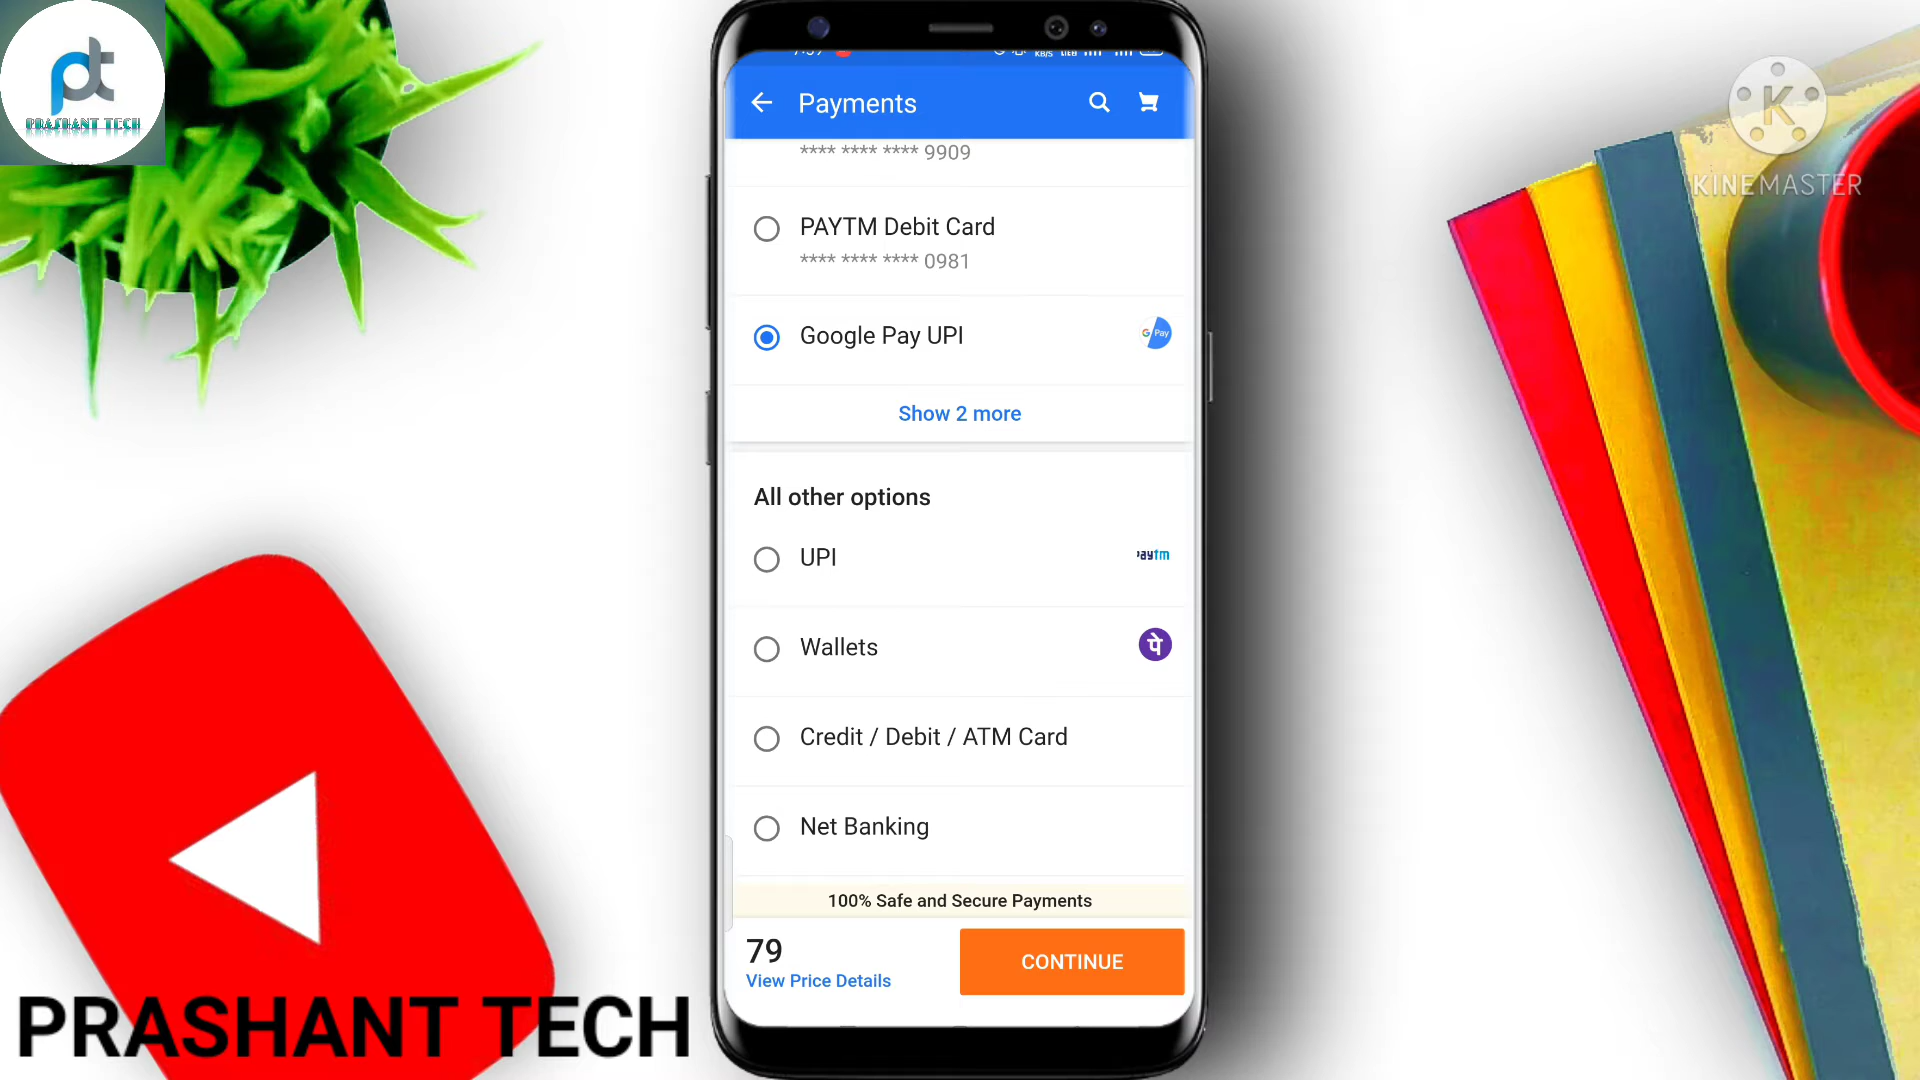 PRASHANT TECH
KINEMASTER
Payments
**** **** **** 9909
PAYTM Debit Card
**** **** **** 0981
Google Pay UPI
G Pay
Show 2 more
All other options
UPI
Wallets
पे
Credit / Debit / ATM Card
Net Banking
100% Safe and Secure Payments
79
View Price Details
CONTINUE
PRASHANT TECH